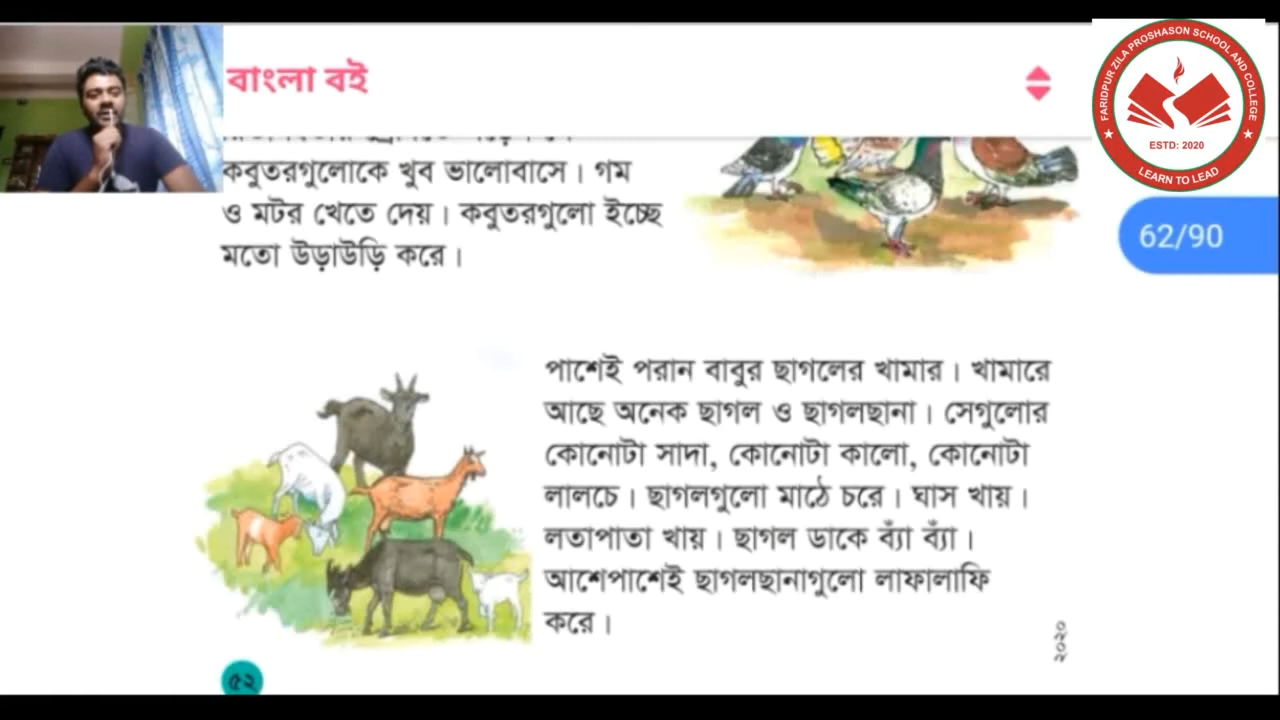 বাংলা বই
কবুতরগুলোকে খুব ভালোবাসে। গম
ও মটর খেতে দেয়। কবুতরগুলো ইচ্ছে
মতো উড়াউড়ি করে।
পাশেই পরান বাবুর ছাগলের খামার। খামারে
আছে অনেক ছাগল ও ছাগলছানা। সেগুলোর
কোনোটা সাদা, কোনোটা কালো, কোনোটা
লালচে। ছাগলগুলো মাঠে চরে। ঘাস খায়।
লতাপাতা খায়। ছাগল ডাকে ব্যাঁ ব্যাঁ।
আশেপাশেই ছাগলছানাগুলো লাফালাফি
করে।
২০২০
৫২
62/90
FARIDPUR ZILA PROSHASON SCHOOL AND COLLEGE
ESTD: 2020
LEARN TO LEAD